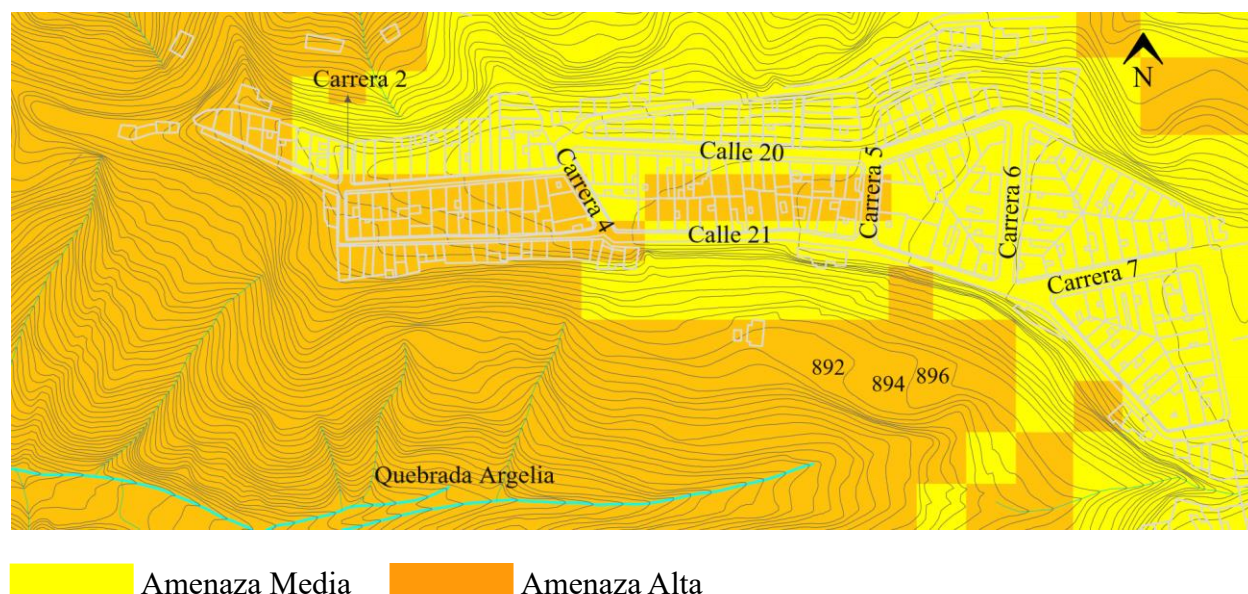 N
Carrera 2
Calle 20
Carrera 4
Carrera 5
Carrera 6
Calle 21
Carrera 7
892
894
896
Quebrada Argelia
Amenaza Media
Amenaza Alta